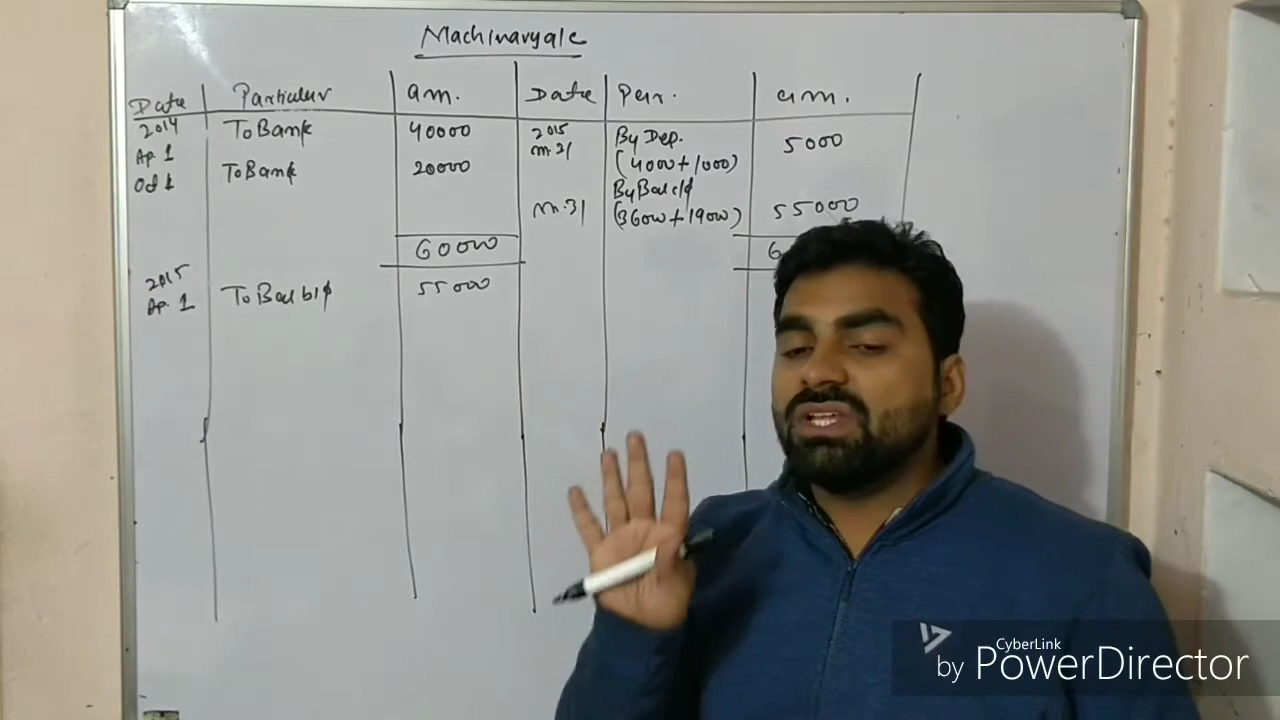 Machinary a/c
Date Particular am. Date Par. am.
2014 To Bank 40000 2015 By Dep. 5000
Ap. 1 m.31 (4000+1000)
Oct 1 To Bank 20000 By Bal c/d
m.31 (36000+19000) 55000
60000 6
2015
Ap. 1 To Bal b/d 55000
CyberLink
by PowerDirector